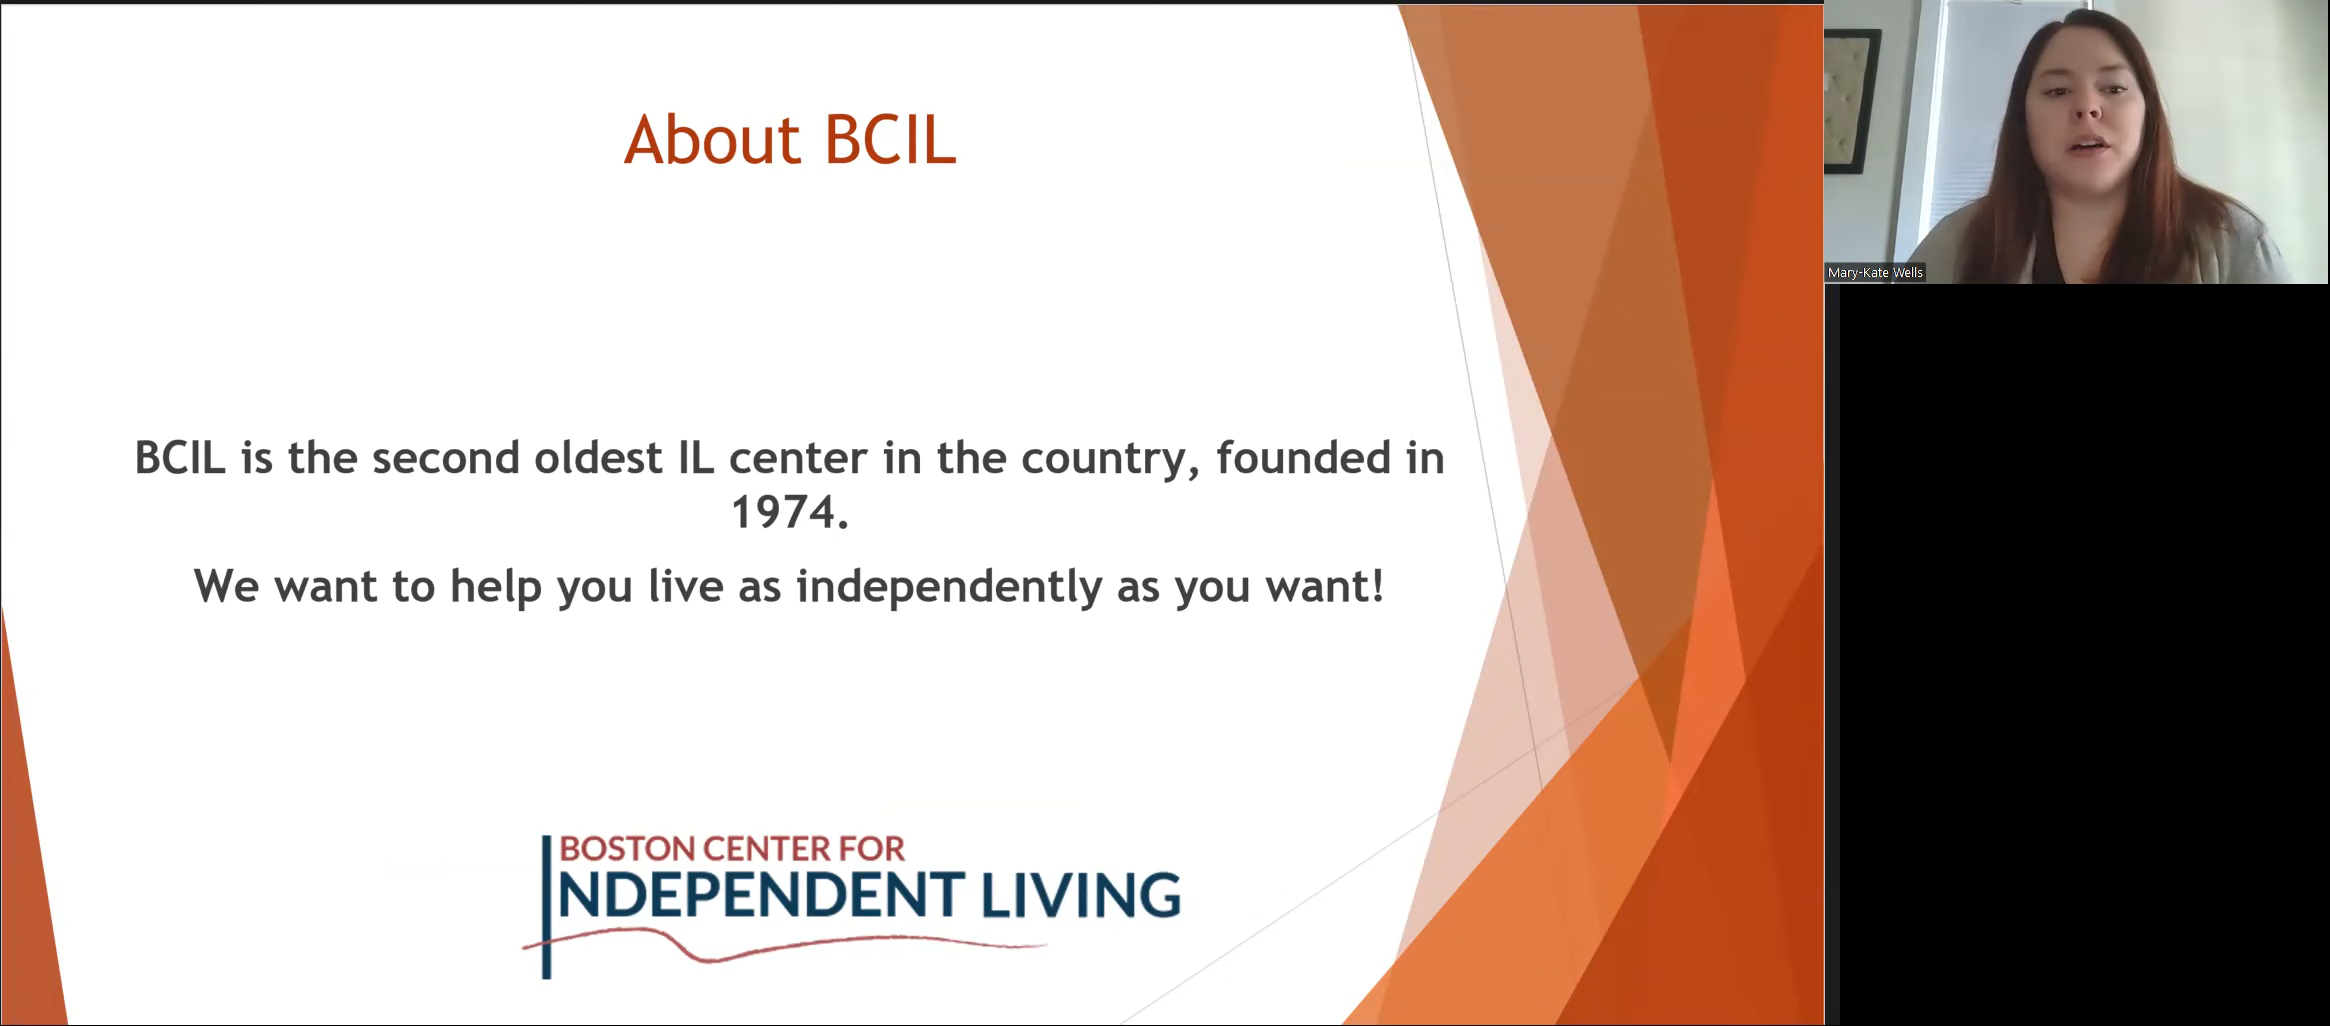 About BCIL
BCIL is the second oldest IL center in the country, founded in
1974.
We want to help you live as independently as you want!
BOSTON CENTER FOR
INDEPENDENT LIVING
Mary-Kate Wells